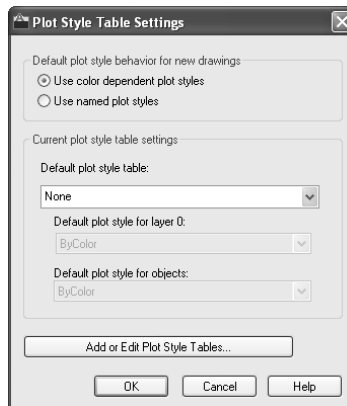 Plot Style Table Settings
Default plot style behavior for new drawings
Use color dependent plot styles
Use named plot styles
Current plot style table settings
Default plot style table:
None
Default plot style for layer 0:
ByColor
Default plot style for objects:
ByColor
Add or Edit Plot Style Tables...
OK Cancel Help